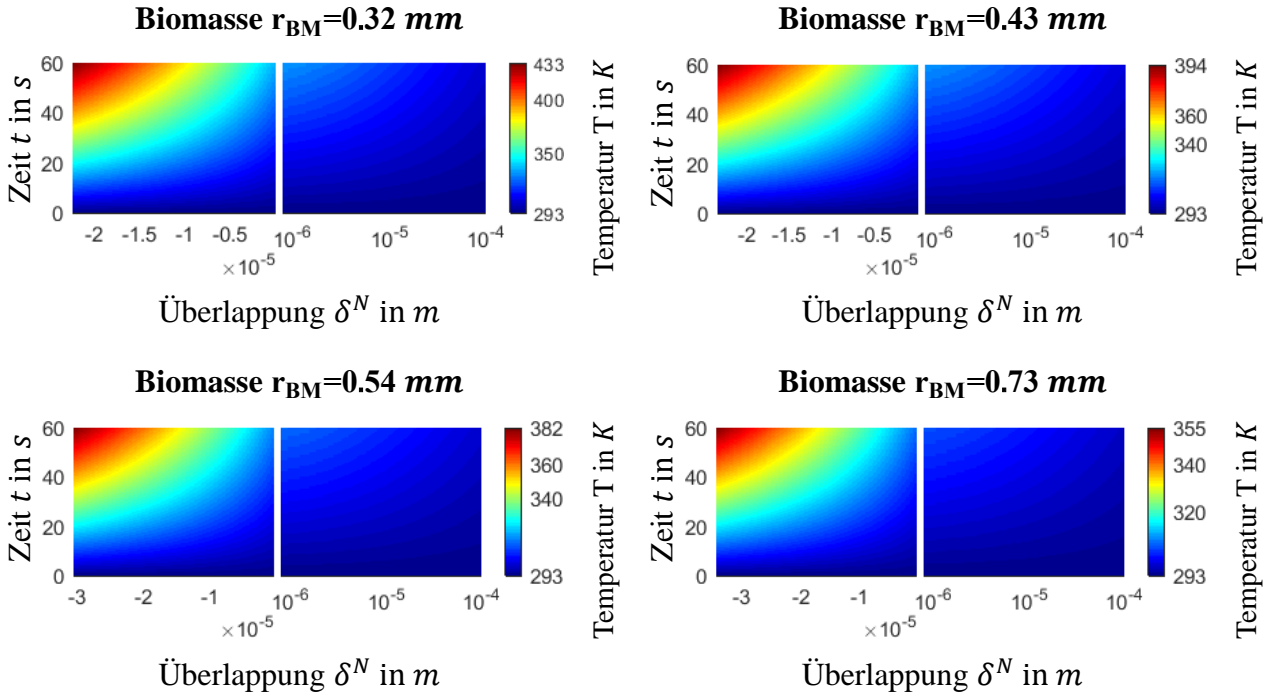 Biomasse r_BM=0.32 mm
Zeit t in s
60
40
20
0
-2 -1.5 -1 -0.5 10^-6 10^-5 10^-4
×10^-5
Überlappung δ^N in m
433
400
350
293
Temperatur T in K
Biomasse r_BM=0.43 mm
Zeit t in s
60
40
20
0
-2 -1.5 -1 -0.5 10^-6 10^-5 10^-4
×10^-5
Überlappung δ^N in m
394
360
340
293
Temperatur T in K
Biomasse r_BM=0.54 mm
Zeit t in s
60
40
20
0
-3 -2 -1 10^-6 10^-5 10^-4
×10^-5
Überlappung δ^N in m
382
360
340
293
Temperatur T in K
Biomasse r_BM=0.73 mm
Zeit t in s
60
40
20
0
-3 -2 -1 10^-6 10^-5 10^-4
×10^-5
Überlappung δ^N in m
355
340
320
293
Temperatur T in K